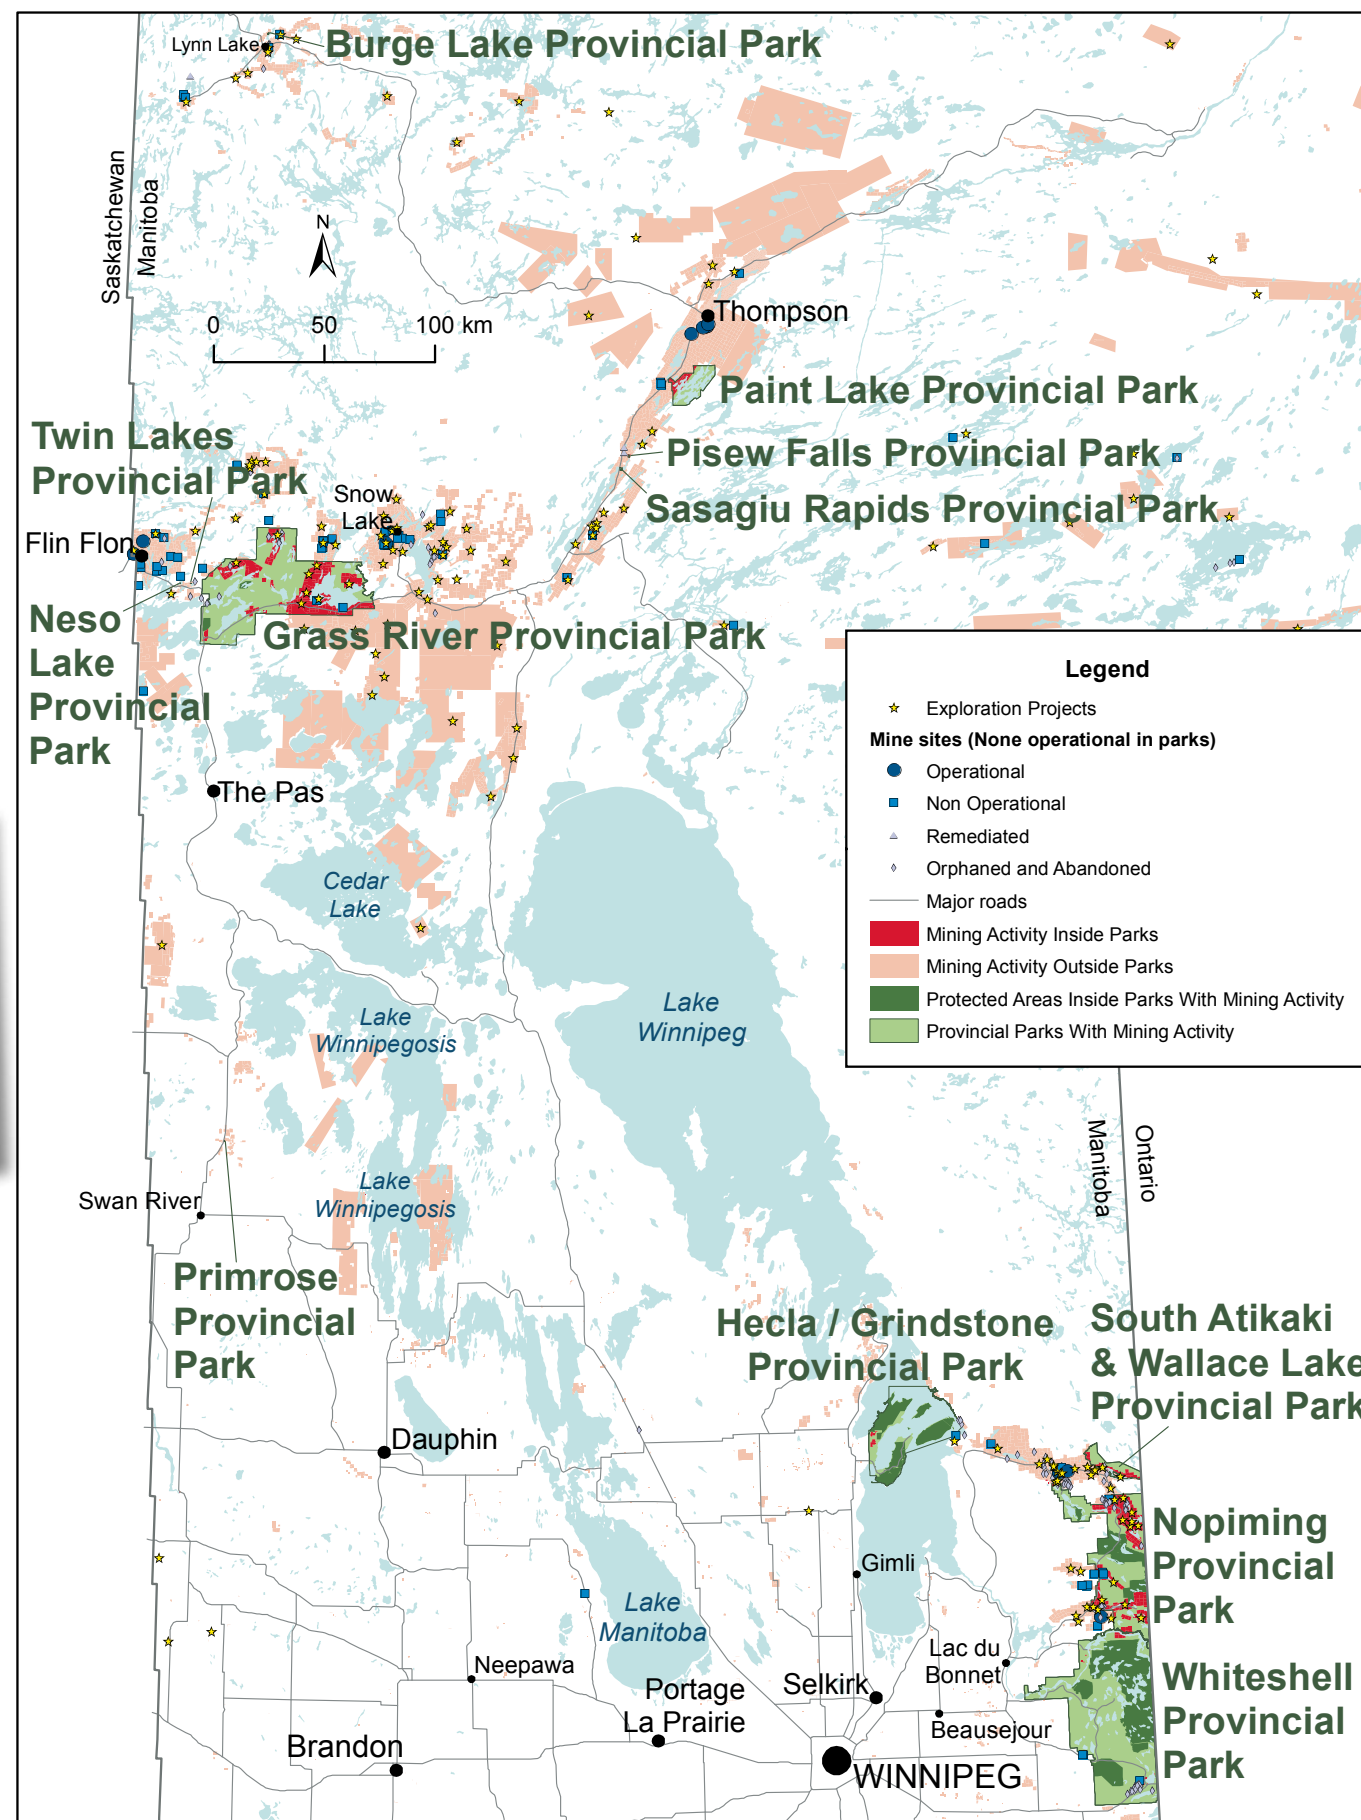 Lynn Lake
Burge Lake Provincial Park
Saskatchewan
Manitoba
N
0 50 100 km
Thompson
Paint Lake Provincial Park
Twin Lakes
Provincial Park
Pisew Falls Provincial Park
Snow
Lake
Sasagiu Rapids Provincial Park
Flin Flon
Neso
Lake
Provincial
Park
Grass River Provincial Park
The Pas
Legend
Exploration Projects
Mine sites (None operational in parks)
Operational
Non Operational
Remediated
Orphaned and Abandoned
Major roads
Mining Activity Inside Parks
Mining Activity Outside Parks
Protected Areas Inside Parks With Mining Activity
Provincial Parks With Mining Activity
Cedar
Lake
Lake
Winnipegosis
Lake
Winnipeg
Manitoba
Ontario
Lake
Winnipegosis
Swan River
Primrose
Provincial
Park
Hecla / Grindstone
Provincial Park
South Atikaki
& Wallace Lake
Provincial Park
Dauphin
Nopiming
Provincial
Park
Gimli
Lake
Manitoba
Lac du
Bonnet
Neepawa
Portage
La Prairie
Selkirk
Beausejour
Whiteshell
Provincial
Park
Brandon
WINNIPEG